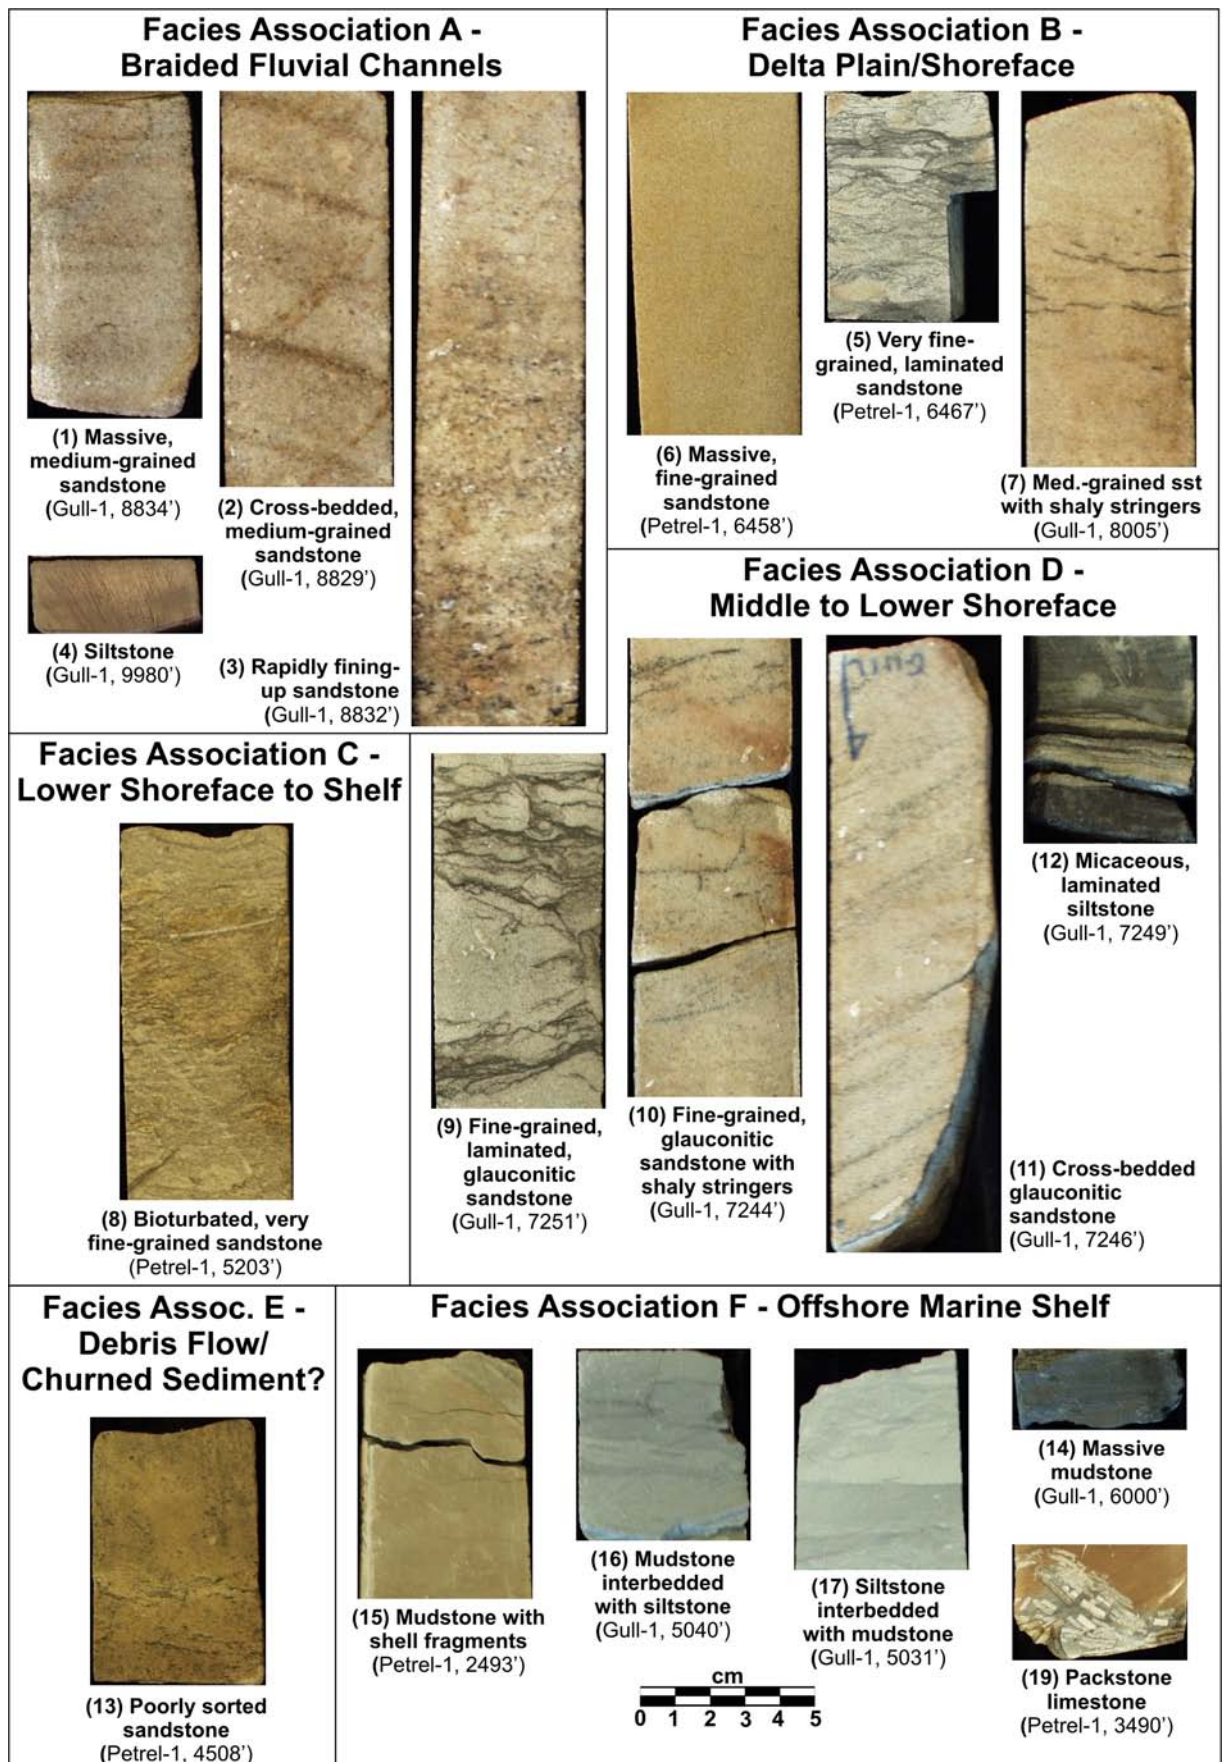 Facies Association A -
Braided Fluvial Channels
(1) Massive,
medium-grained
sandstone
(Gull-1, 8834')
(2) Cross-bedded,
medium-grained
sandstone
(Gull-1, 8829')
(4) Siltstone
(Gull-1, 9980')
(3) Rapidly fining-
up sandstone
(Gull-1, 8832')
Facies Association B -
Delta Plain/Shoreface
(5) Very fine-
grained, laminated
sandstone
(Petrel-1, 6467')
(6) Massive,
fine-grained
sandstone
(Petrel-1, 6458')
(7) Med.-grained sst
with shaly stringers
(Gull-1, 8005')
Facies Association C -
Lower Shoreface to Shelf
(8) Bioturbated, very
fine-grained sandstone
(Petrel-1, 5203')
Facies Association D -
Middle to Lower Shoreface
(9) Fine-grained,
laminated,
glauconitic
sandstone
(Gull-1, 7251')
(10) Fine-grained,
glauconitic
sandstone with
shaly stringers
(Gull-1, 7244')
(11) Cross-bedded
glauconitic
sandstone
(Gull-1, 7246')
(12) Micaceous,
laminated
siltstone
(Gull-1, 7249')
Facies Assoc. E -
Debris Flow/
Churned Sediment?
(13) Poorly sorted
sandstone
(Petrel-1, 4508')
Facies Association F - Offshore Marine Shelf
(15) Mudstone with
shell fragments
(Petrel-1, 2493')
(16) Mudstone
interbedded
with siltstone
(Gull-1, 5040')
(17) Siltstone
interbedded
with mudstone
(Gull-1, 5031')
(14) Massive
mudstone
(Gull-1, 6000')
(19) Packstone
limestone
(Petrel-1, 3490')
cm
0 1 2 3 4 5